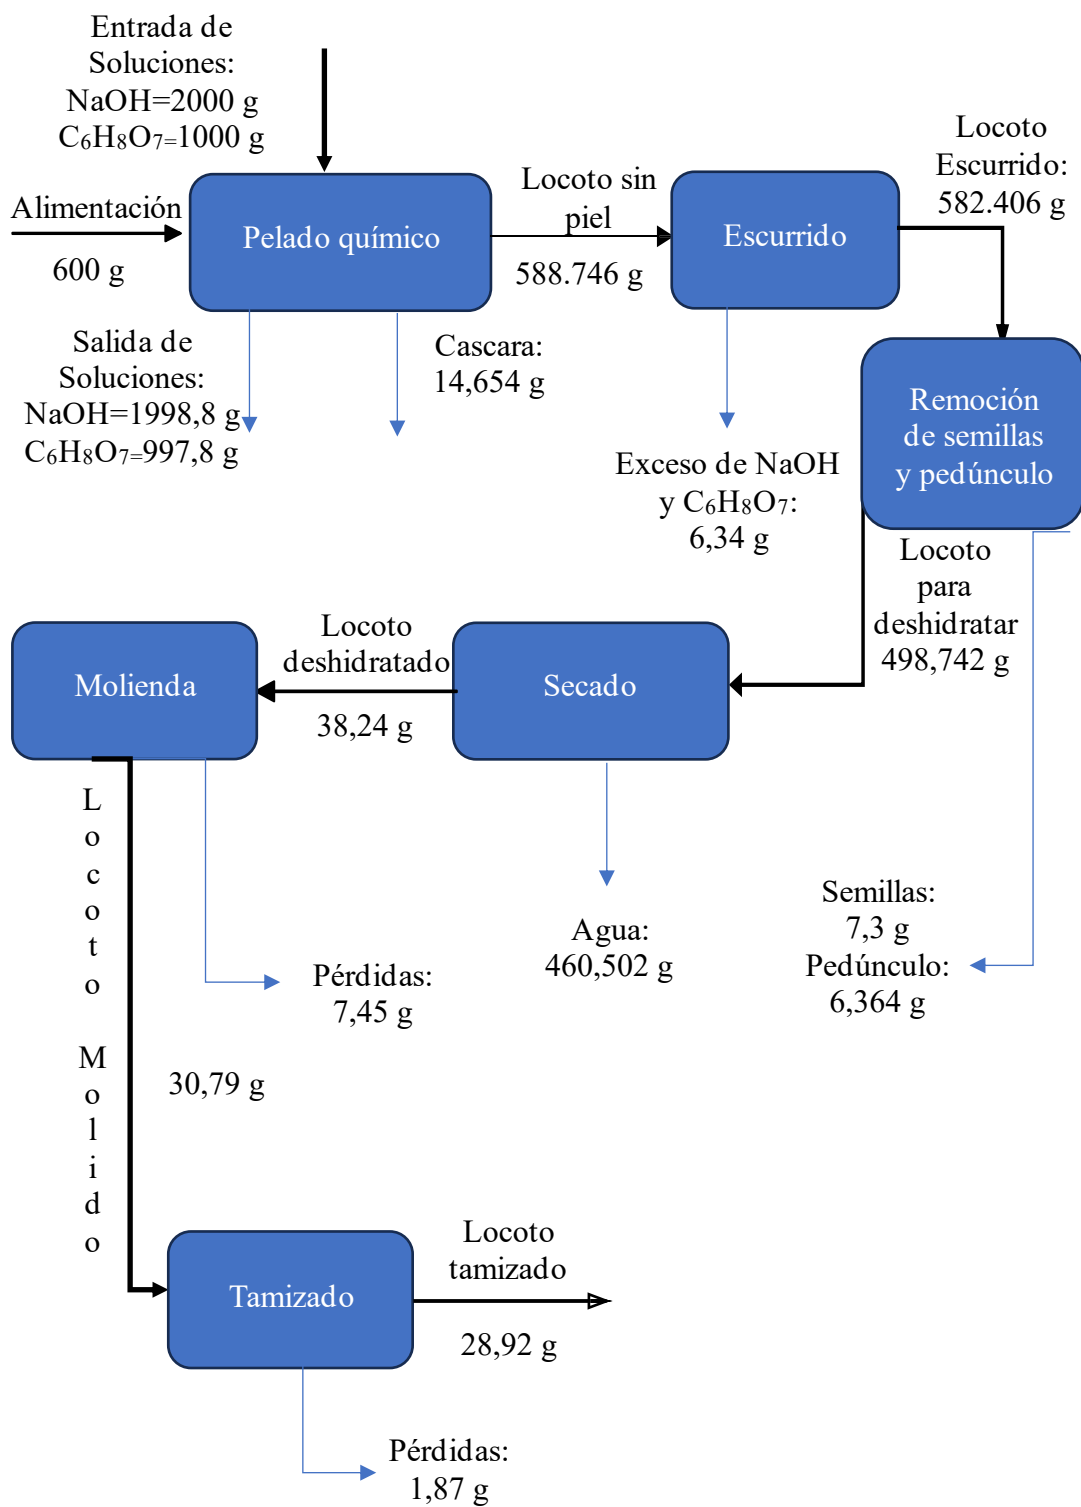 Entrada de
Soluciones:
NaOH=2000 g
C₆H₈O₇₌1000 g
Alimentación
600 g
Pelado químico
Locoto sin
piel
588.746 g
Escurrido
Locoto
Escurrido:
582.406 g
Salida de
Soluciones:
NaOH=1998,8 g
C₆H₈O₇₌997,8 g
Cascara:
14,654 g
Exceso de NaOH
y C₆H₈O₇:
6,34 g
Remoción
de semillas
y pedúnculo
Locoto
para
deshidratar
498,742 g
Semillas:
7,3 g
Pedúnculo:
6,364 g
Secado
Agua:
460,502 g
Locoto
deshidratado
38,24 g
Molienda
Pérdidas:
7,45 g
Locoto Molido
30,79 g
Tamizado
Locoto
tamizado
28,92 g
Pérdidas:
1,87 g